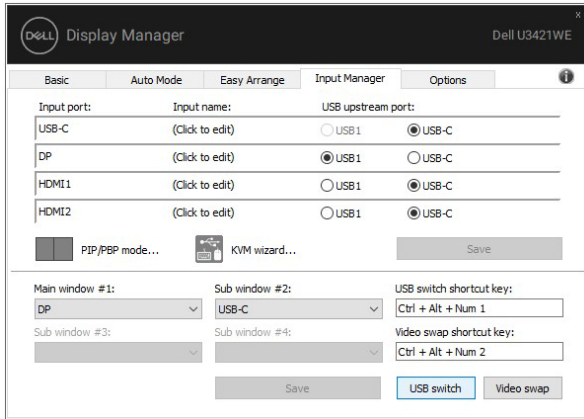 x
DELL Display Manager Dell U3421WE
Basic Auto Mode Easy Arrange Input Manager Options i
Input port: Input name: USB upstream port:
USB-C (Click to edit) USB1 USB-C
DP (Click to edit) USB1 USB-C
HDMI1 (Click to edit) USB1 USB-C
HDMI2 (Click to edit) USB1 USB-C
PIP/PBP mode... KVM wizard... Save
Main window #1: Sub window #2: USB switch shortcut key:
DP USB-C Ctrl + Alt + Num 1
Sub window #3: Sub window #4: Video swap shortcut key:
Ctrl + Alt + Num 2
Save USB switch Video swap